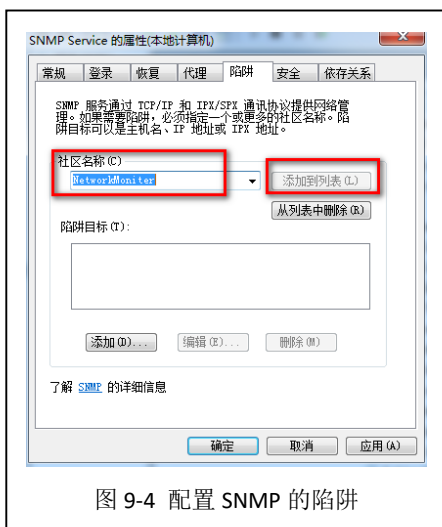 SNMP Service 的属性(本地计算机)
常规 登录 恢复 代理 陷阱 安全 依存关系
SNMP 服务通过 TCP/IP 和 IPX/SPX 通讯协议提供网络管
理。如果需要陷阱，必须指定一个或更多的社区名称。陷
阱目标可以是主机名、IP 地址或 IPX 地址。
社区名称(C)
NetworkMoniter 添加到列表(L)
从列表中删除(R)
陷阱目标(T):
添加(D)... 编辑(E)... 删除(M)
了解 SNMP 的详细信息
确定 取消 应用(A)
图 9-4 配置 SNMP 的陷阱